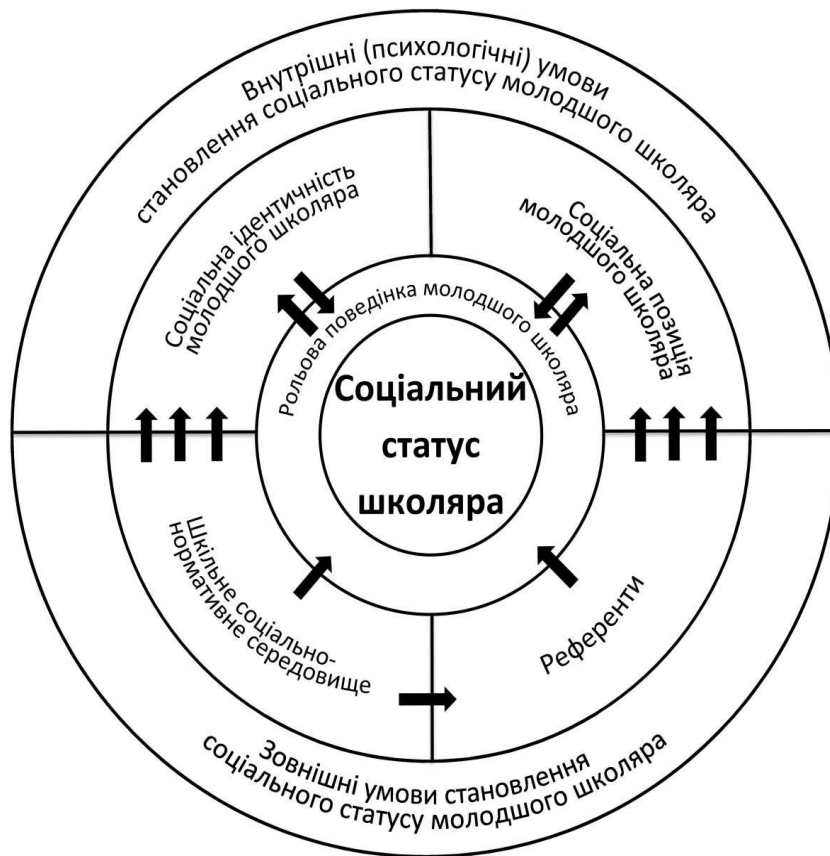 Внутрішні (психологічні) умови
становлення соціального статусу молодшого школяра
Соціальна ідентичність
молодшого школяра
Соціальна позиція
молодшого школяра
Рольова поведінка молодшого школяра
Соціальний
статус
школяра
Шкільне соціально-
нормативне середовище
Референти
Зовнішні умови становлення
соціального статусу молодшого школяра